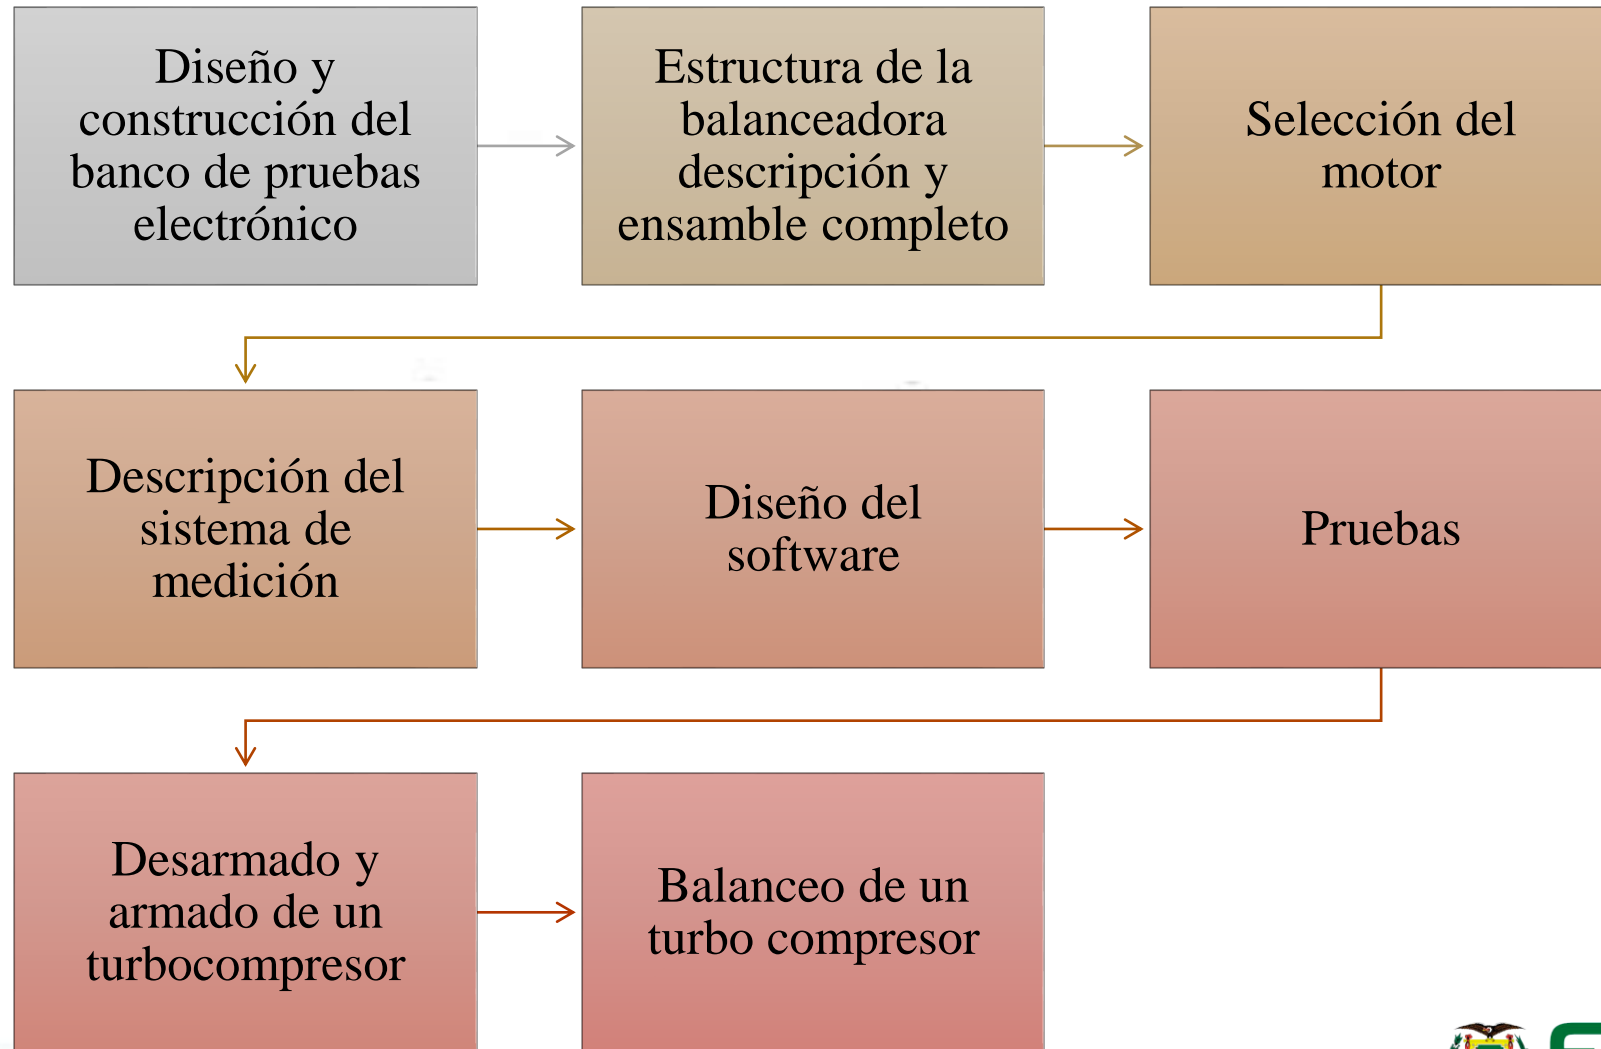 Diseño y
construcción del
banco de pruebas
electrónico
Estructura de la
balanceadora
descripción y
ensamble completo
Selección del
motor
Descripción del
sistema de
medición
Diseño del
software
Pruebas
Desarmado y
armado de un
turbocompresor
Balanceo de un
turbo compresor